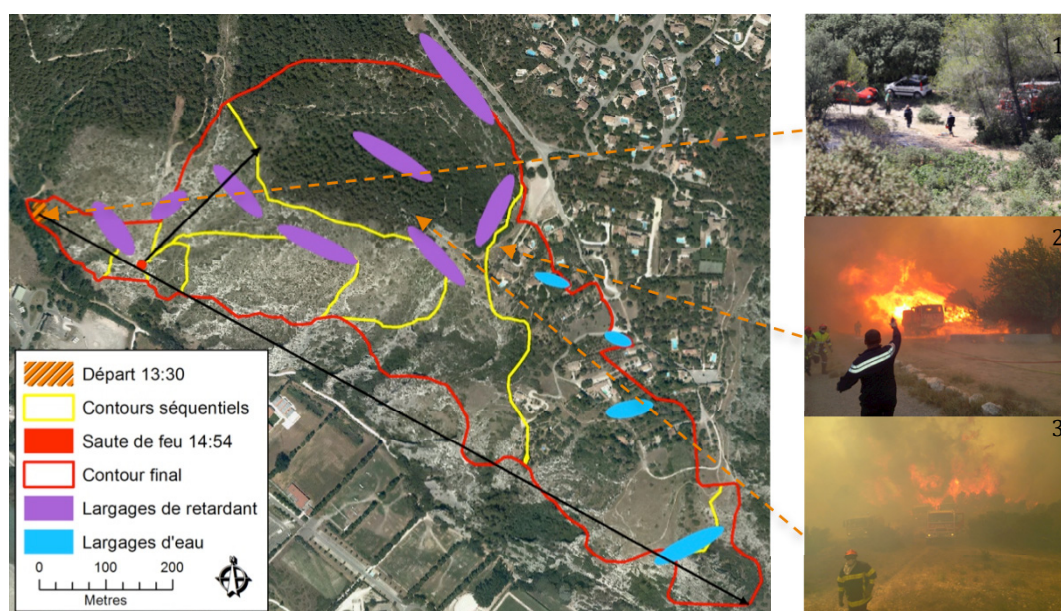 1
2
3
Départ 13:30
Contours séquentiels
Saute de feu 14:54
Contour final
Largages de retardant
Largages d'eau
0 100 200
Metres